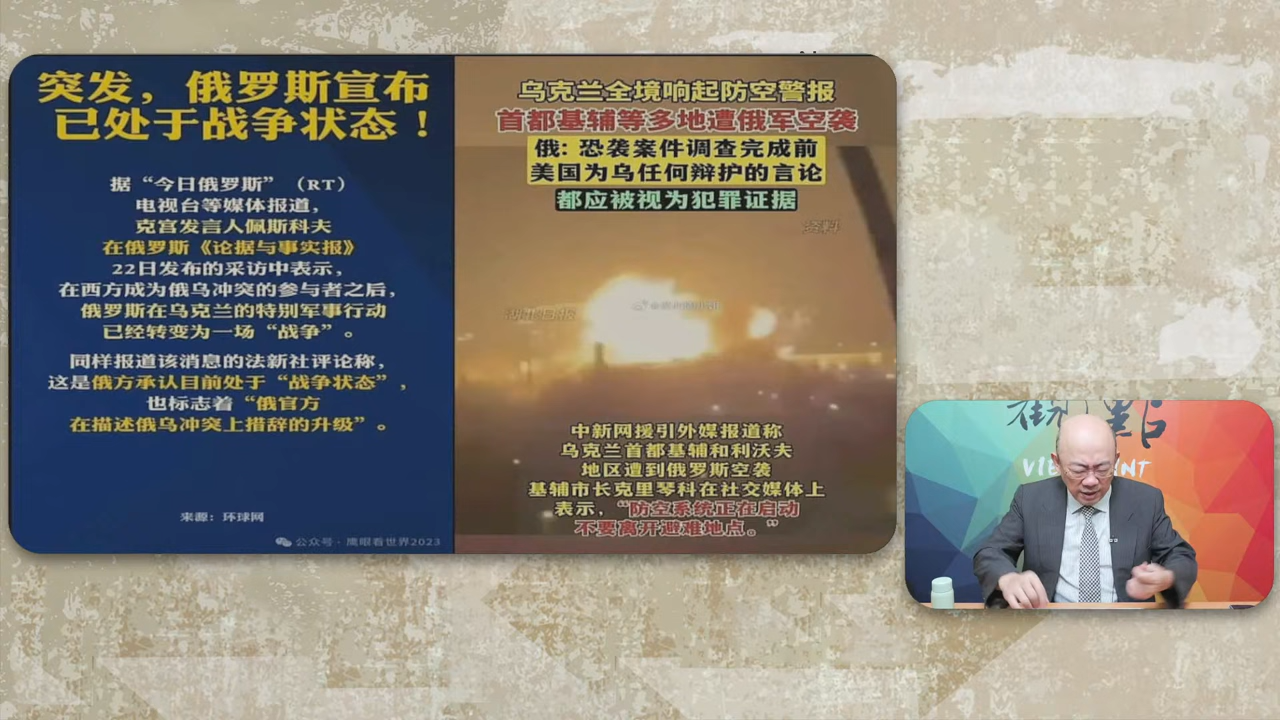 突发，俄罗斯宣布
已处于战争状态！
据“今日俄罗斯”（RT）
电视台等媒体报道，
克宫发言人佩斯科夫
在俄罗斯《论据与事实报》
22日发布的采访中表示，
在西方成为俄乌冲突的参与者之后，
俄罗斯在乌克兰的特别军事行动
已经转变为一场“战争”。
同样报道该消息的法新社评论称，
这是俄方承认目前处于“战争状态”，
也标志着“俄官方
在描述俄乌冲突上措辞的升级”。
来源：环球网
公众号·鹰眼看世界2023
乌克兰全境响起防空警报
首都基辅等多地遭俄军空袭
俄：恐袭案件调查完成前
美国为乌任何辩护的言论
都应被视为犯罪证据
资料
中新网援引外媒报道称
乌克兰首都基辅和利沃夫
地区遭到俄罗斯空袭
基辅市长克里琴科在社交媒体上
表示，“防空系统正在启动
不要离开避难地点。”